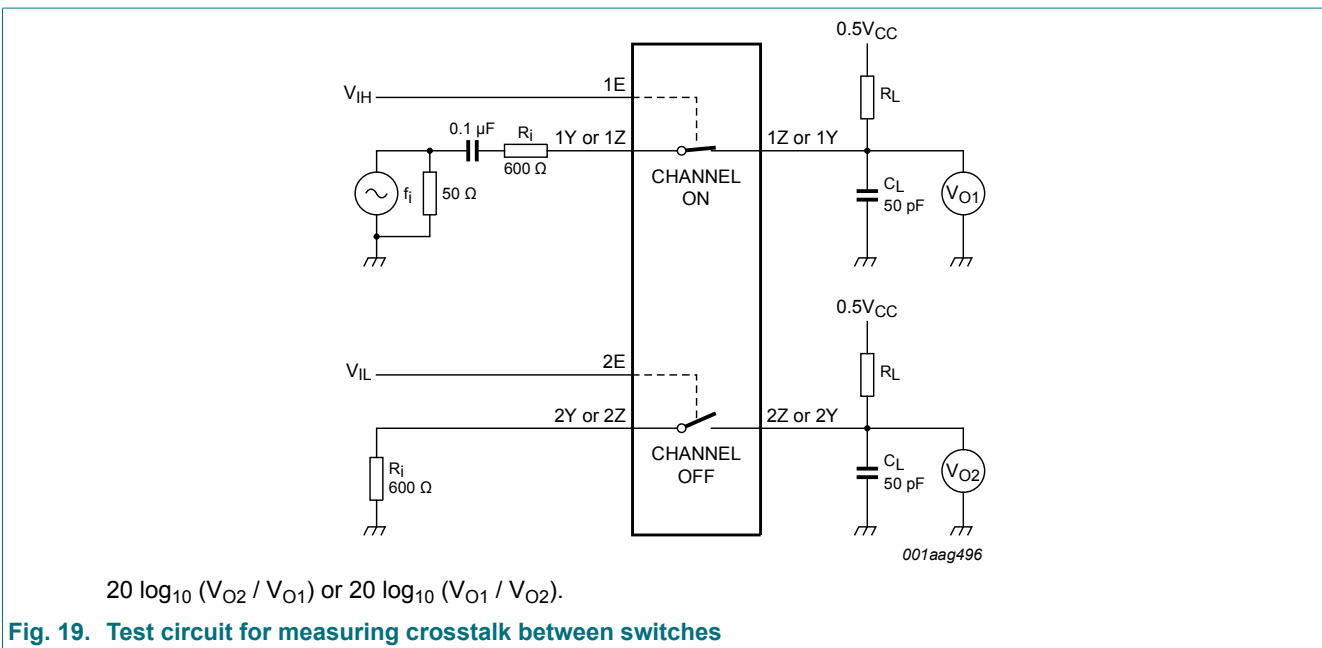 0.5VCC
1E
VIH
RL
0.1 µF
Ri
1Y or 1Z
1Z or 1Y
600 Ω
CHANNEL
ON
fi
50 Ω
CL
50 pF
VO1
0.5VCC
2E
VIL
RL
2Y or 2Z
2Z or 2Y
CHANNEL
OFF
Ri
600 Ω
CL
50 pF
VO2
001aag496
20 log10 (VO2 / VO1) or 20 log10 (VO1 / VO2).
Fig. 19. Test circuit for measuring crosstalk between switches